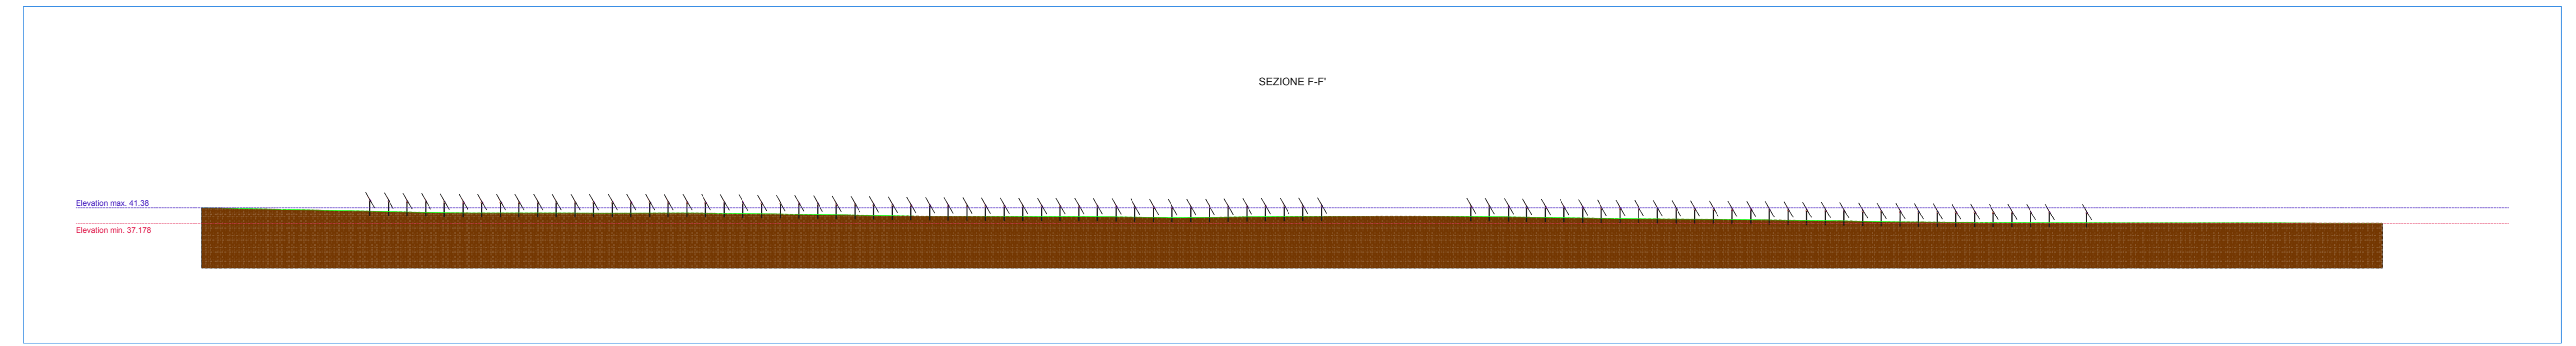 SEZIONE F-F'
Elevation max. 41.38
Elevation min. 37.178